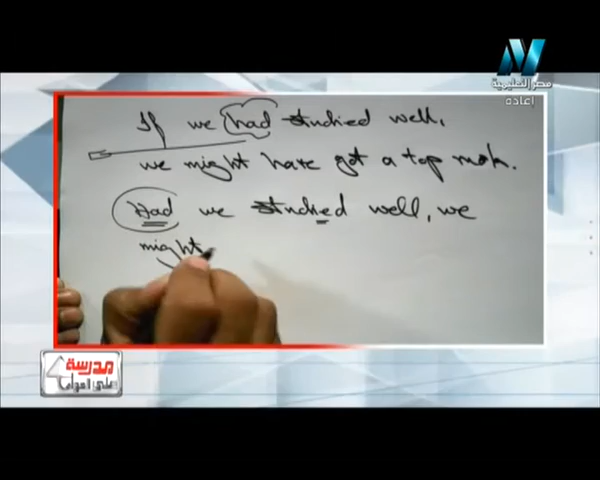 مصر التعليمية
إعادة
If we had studied well,
we might have got a top mark.
Had we studied well, we
might
مدرسة
على الهواء